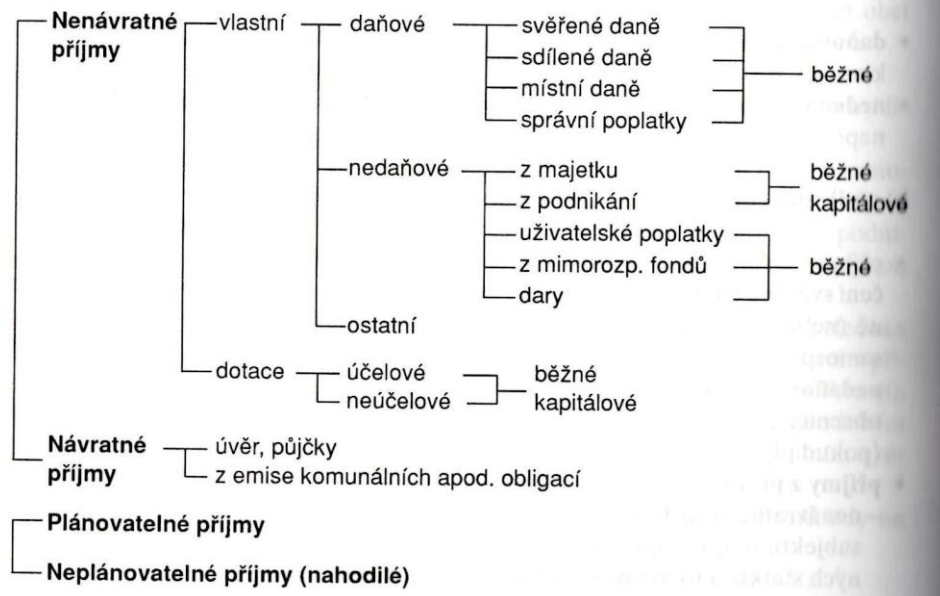 Nenávratné
příjmy
vlastní
daňové
svěřené daně
sdílené daně
místní daně
správní poplatky
běžné
nedaňové
z majetku
z podnikání
běžné
kapitálové
uživatelské poplatky
z mimorozp. fondů
dary
běžné
ostatní
dotace
účelové
neúčelové
běžné
kapitálové
Návratné
příjmy
úvěr, půjčky
z emise komunálních apod. obligací
Plánovatelné příjmy
Neplánovatelné příjmy (nahodilé)